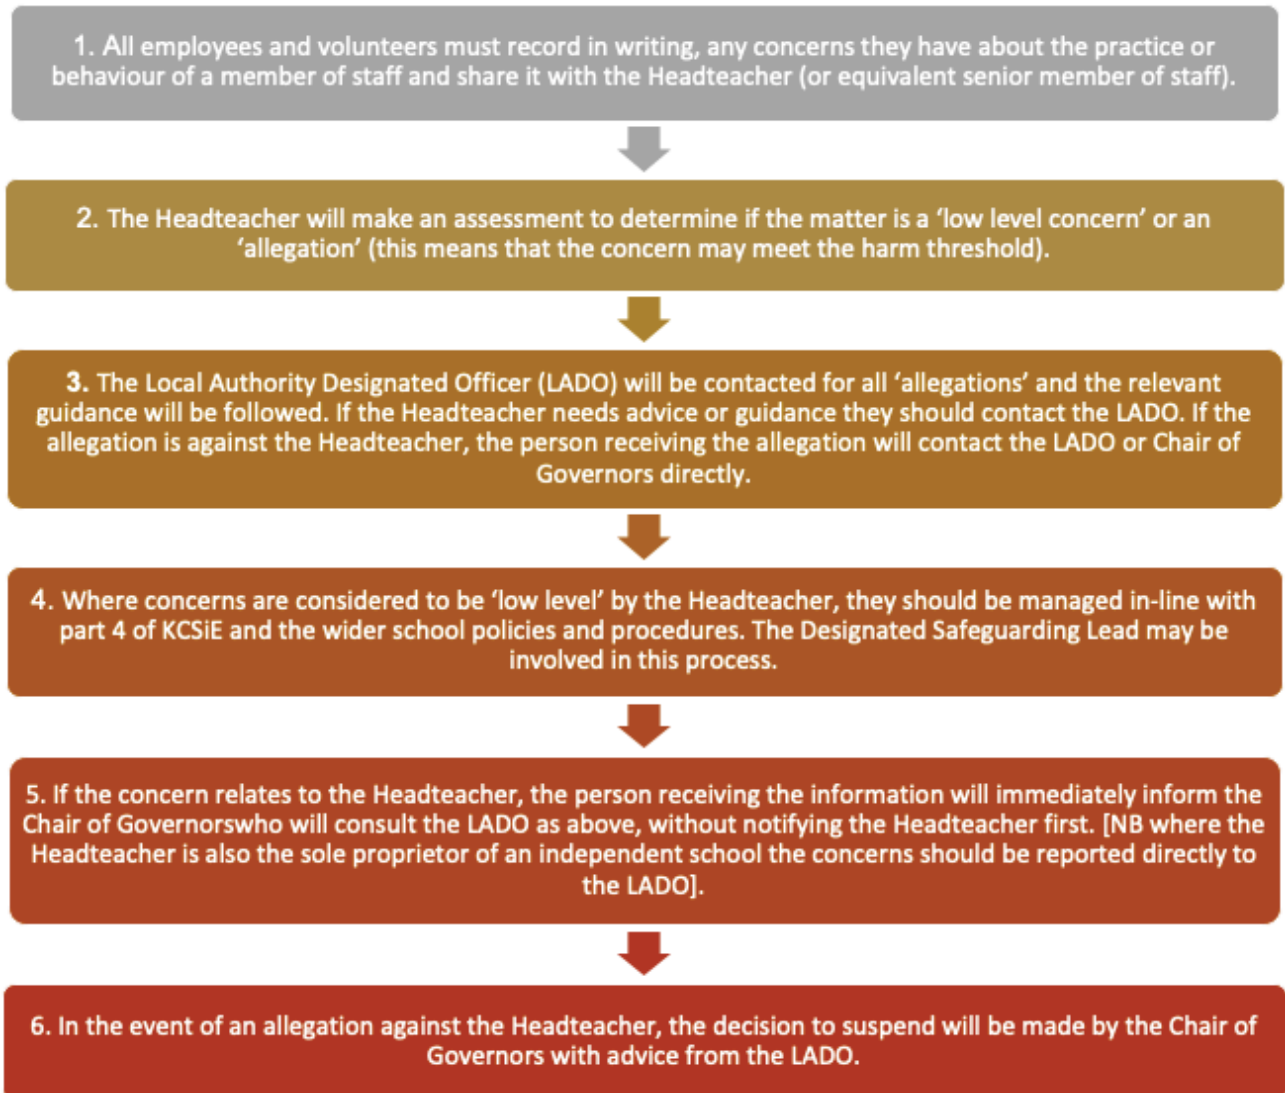 1. All employees and volunteers must record in writing, any concerns they have about the practice or
behaviour of a member of staff and share it with the Headteacher (or equivalent senior member of staff).
2. The Headteacher will make an assessment to determine if the matter is a ‘low level concern’ or an
‘allegation’ (this means that the concern may meet the harm threshold).
3. The Local Authority Designated Officer (LADO) will be contacted for all ‘allegations’ and the relevant
guidance will be followed. If the Headteacher needs advice or guidance they should contact the LADO. If the
allegation is against the Headteacher, the person receiving the allegation will contact the LADO or Chair of
Governors directly.
4. Where concerns are considered to be ‘low level’ by the Headteacher, they should be managed in-line with
part 4 of KCSiE and the wider school policies and procedures. The Designated Safeguarding Lead may be
involved in this process.
5. If the concern relates to the Headteacher, the person receiving the information will immediately inform the
Chair of Governorswho will consult the LADO as above, without notifying the Headteacher first. [NB where the
Headteacher is also the sole proprietor of an independent school the concerns should be reported directly to
the LADO].
6. In the event of an allegation against the Headteacher, the decision to suspend will be made by the Chair of
Governors with advice from the LADO.